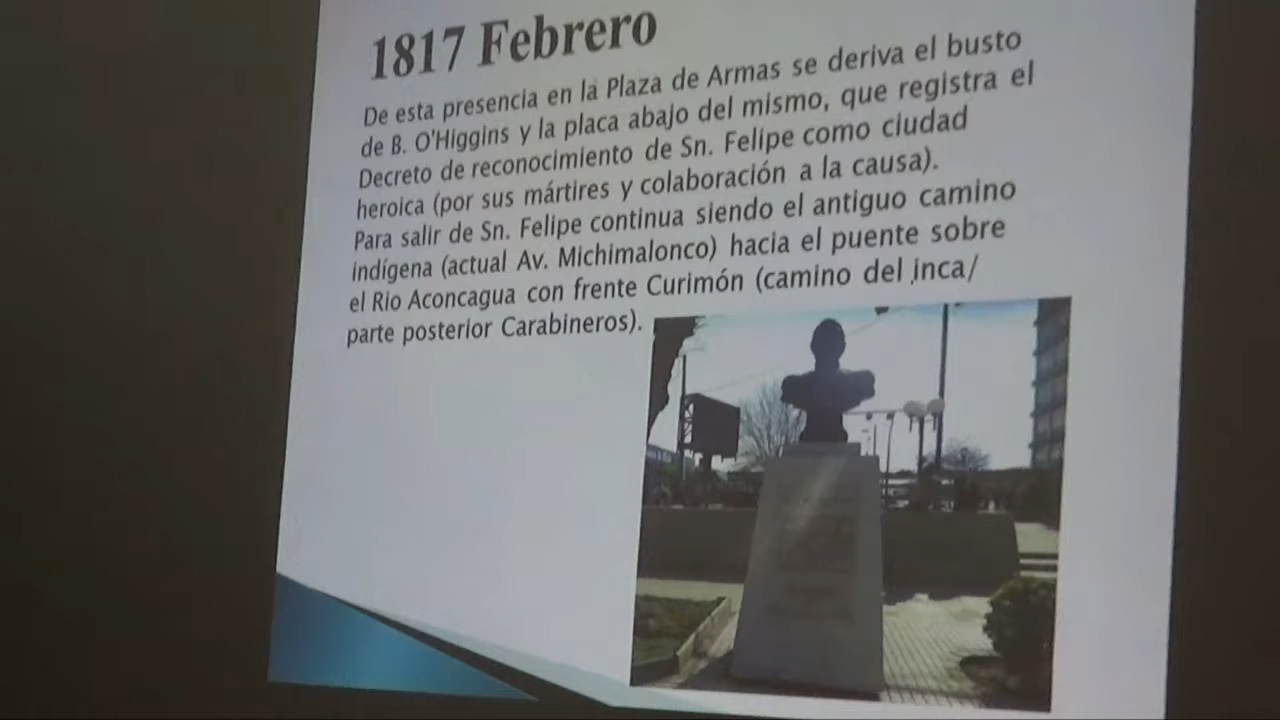 1817 Febrero
De esta presencia en la Plaza de Armas se deriva el busto
de B. O'Higgins y la placa abajo del mismo, que registra el
Decreto de reconocimiento de Sn. Felipe como ciudad
heroica (por sus mártires y colaboración a la causa).
Para salir de Sn. Felipe continua siendo el antiguo camino
indígena (actual Av. Michimalonco) hacia el puente sobre
el Rio Aconcagua con frente Curimón (camino del inca/
parte posterior Carabineros).